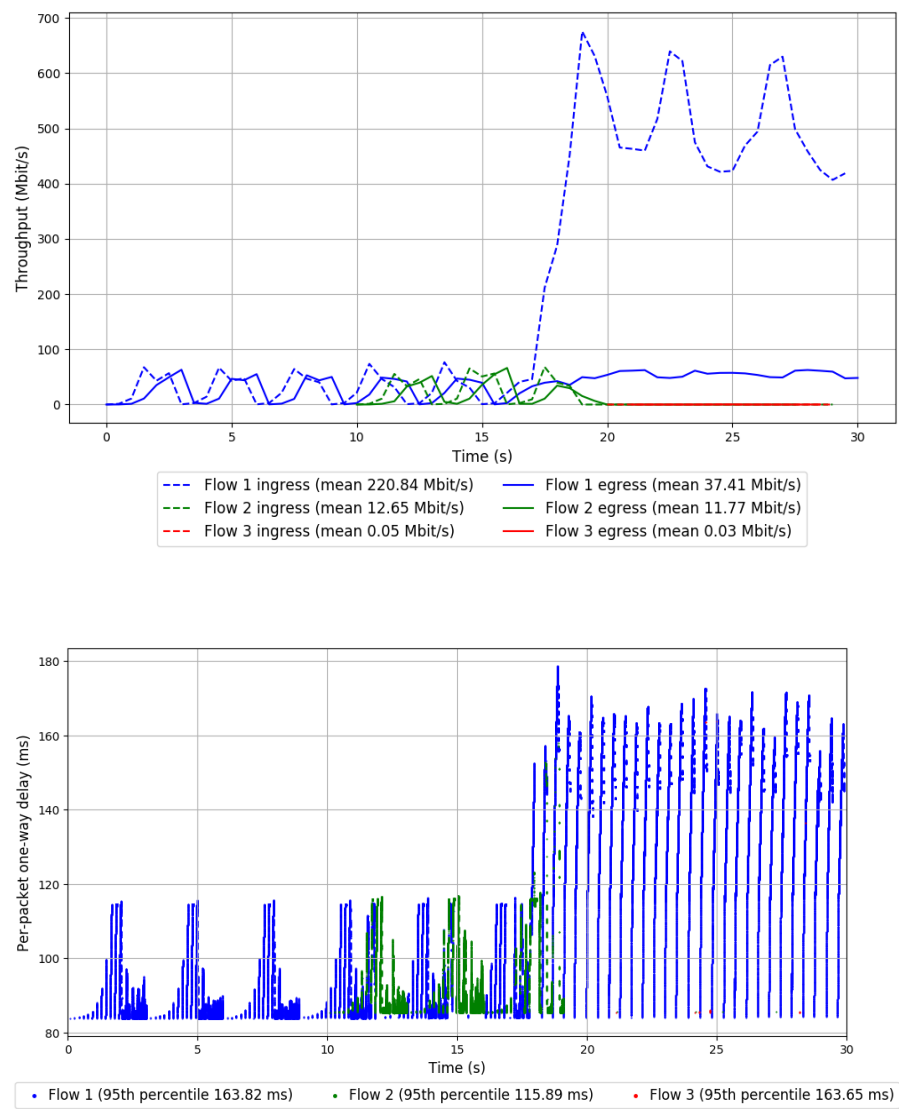 700
600
500
400
300
200
100
0
Throughput (Mbit/s)
0 5 10 15 20 25 30
Time (s)
Flow 1 ingress (mean 220.84 Mbit/s) Flow 1 egress (mean 37.41 Mbit/s)
Flow 2 ingress (mean 12.65 Mbit/s) Flow 2 egress (mean 11.77 Mbit/s)
Flow 3 ingress (mean 0.05 Mbit/s) Flow 3 egress (mean 0.03 Mbit/s)
180
160
140
120
100
80
Per-packet one-way delay (ms)
0 5 10 15 20 25 30
Time (s)
Flow 1 (95th percentile 163.82 ms) Flow 2 (95th percentile 115.89 ms) Flow 3 (95th percentile 163.65 ms)